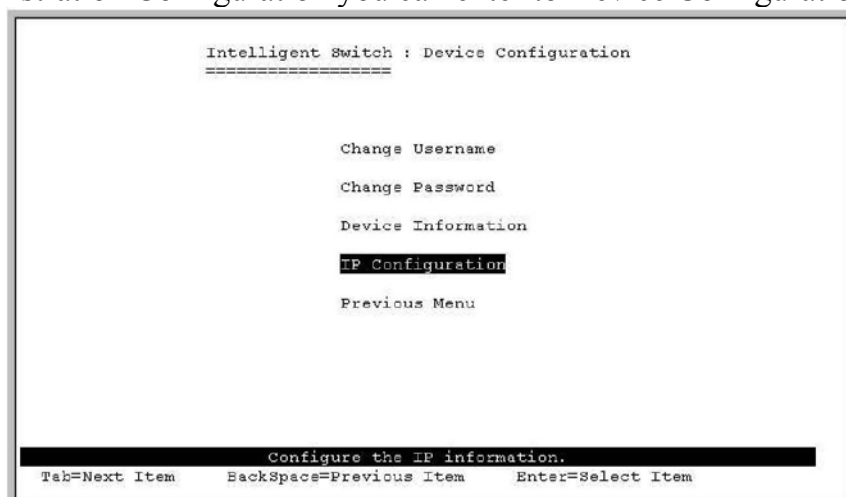 Intelligent Switch : Device Configuration
==================
Change Username
Change Password
Device Information
IP Configuration
Previous Menu
Configure the IP information.
Tab=Next Item BackSpace=Previous Item Enter=Select Item